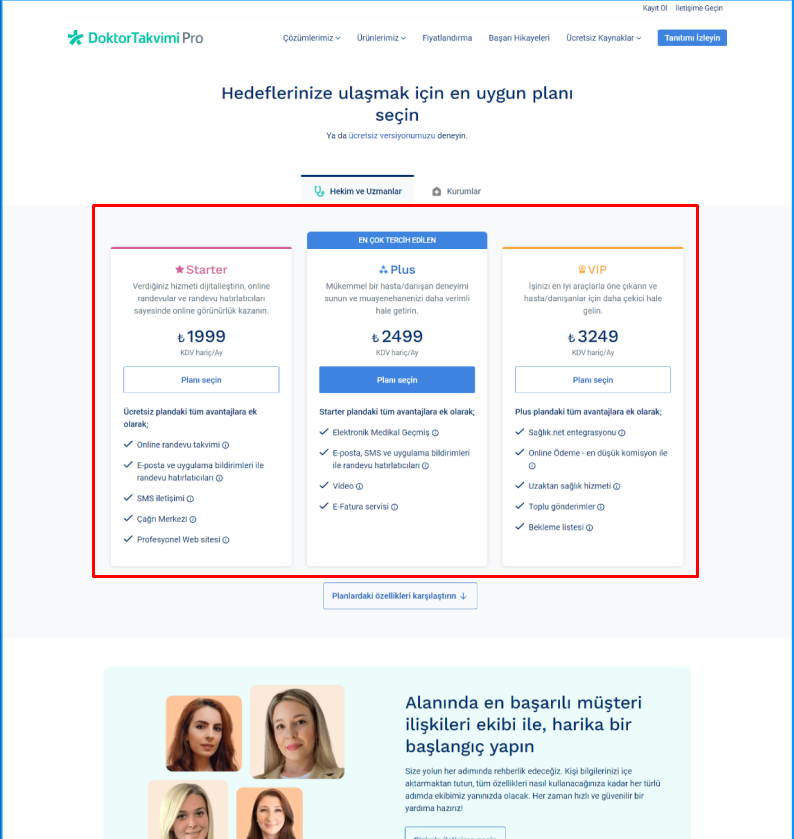 Kayıt Ol İletişime Geçin
DoktorTakvimi Pro
Çözümlerimiz Ürünlerimiz Fiyatlandırma Başarı Hikayeleri Ücretsiz Kaynaklar Tanıtımı İzleyin
Hedeflerinize ulaşmak için en uygun planı
seçin
Ya da ücretsiz versiyonumuzu deneyin.
Hekim ve Uzmanlar Kurumlar
Starter
Verdiğiniz hizmeti dijitalleştirin, online
randevular ve randevu hatırlatıcıları
sayesinde online görünürlük kazanın.
₺ 1999
KDV hariç/Ay
Planı seçin
Ücretsiz plandaki tüm avantajlara ek
olarak;
Online randevu takvimi
E-posta ve uygulama bildirimleri ile
randevu hatırlatıcıları
SMS iletişimi
Çağrı Merkezi
Profesyonel Web sitesi
EN ÇOK TERCİH EDİLEN
Plus
Mükemmel bir hasta/danışan deneyimi
sunun ve muayenehanenizi daha verimli
hale getirin.
₺ 2499
KDV hariç/Ay
Planı seçin
Starter plandaki tüm avantajlara ek olarak;
Elektronik Medikal Geçmiş
E-posta, SMS ve uygulama bildirimleri
ile randevu hatırlatıcıları
Video
E-Fatura servisi
VIP
İşinizi en iyi araçlarla öne çıkarın ve
hasta/danışanlar için daha çekici hale
gelin.
₺ 3249
KDV hariç/Ay
Planı seçin
Plus plandaki tüm avantajlara ek olarak;
Sağlık.net entegrasyonu
Online Ödeme - en düşük komisyon ile
Uzaktan sağlık hizmeti
Toplu gönderimler
Bekleme listesi
Planlardaki özellikleri karşılaştırın
Alanında en başarılı müşteri
ilişkileri ekibi ile, harika bir
başlangıç yapın
Size yolun her adımında rehberlik edeceğiz. Kişi bilgilerinizi içe
aktarmaktan tutun, tüm özellikleri nasıl kullanacağınıza kadar her türlü
adımda ekibimiz yanınızda olacak. Her zaman hızlı ve güvenilir bir
yardıma hazırız!